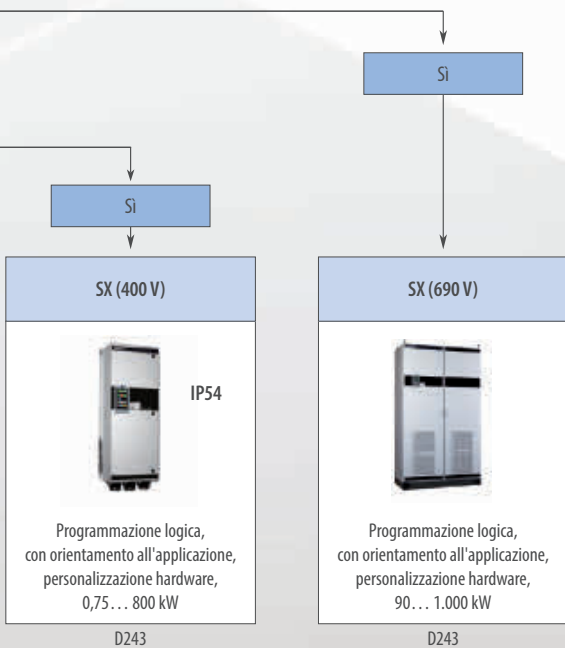 Sì
Sì
SX (400 V)
IP54
Programmazione logica,
con orientamento all'applicazione,
personalizzazione hardware,
0,75… 800 kW
D243
SX (690 V)
Programmazione logica,
con orientamento all'applicazione,
personalizzazione hardware,
90… 1.000 kW
D243